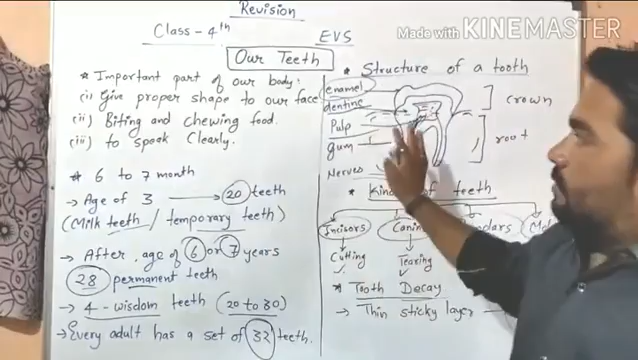 Revision
Made with KINEMASTER
Class - 4th
EVS
Our Teeth
* Important part of our body:
(i) Give proper shape to our face
(ii) Biting and chewing food.
(iii) to speak Clearly.
* 6 to 7 month
→ Age of 3 → 20 teeth
(Milk teeth / temporary teeth)
→ After, age of 6 or 7 years
28 permanent teeth
→ 4 - wisdom teeth (20 to 30)
→ Every adult has a set of 32 teeth.
* Structure of a tooth
enamel
dentine
Pulp
gum
Nerves
Crown
root
* Kind of teeth
Incisors
Canin
Cutting
Tearing
* Tooth Decay
→ Thin sticky layer